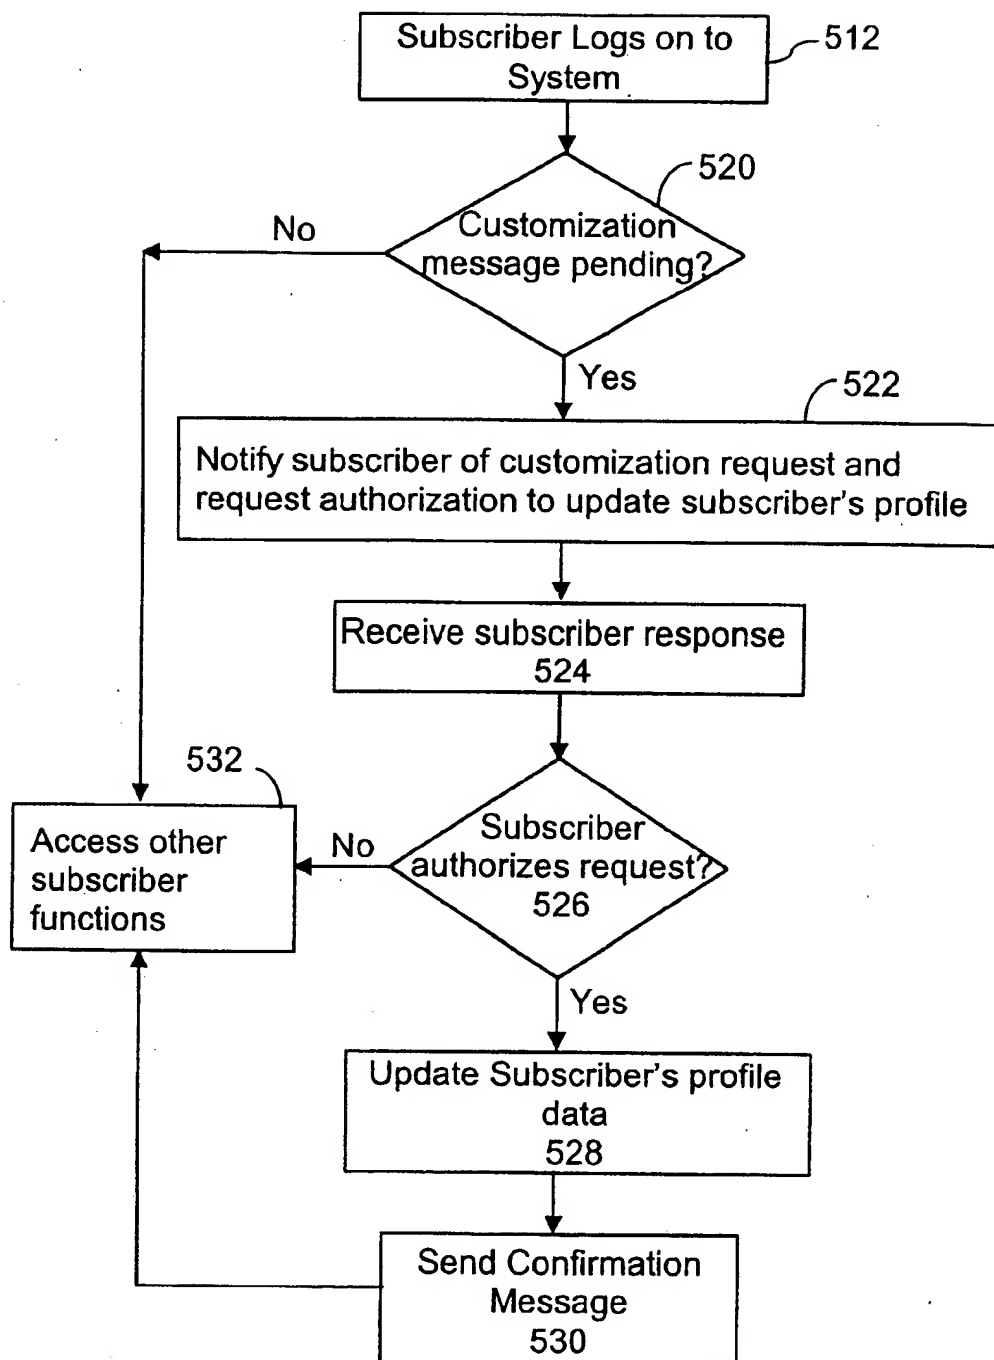 Subscriber Logs on to
System
512
520
Customization
message pending?
No
Yes
522
Notify subscriber of customization request and
request authorization to update subscriber's profile
Receive subscriber response
524
532
Access other
subscriber
functions
No
Subscriber
authorizes request?
526
Yes
Update Subscriber's profile
data
528
Send Confirmation
Message
530